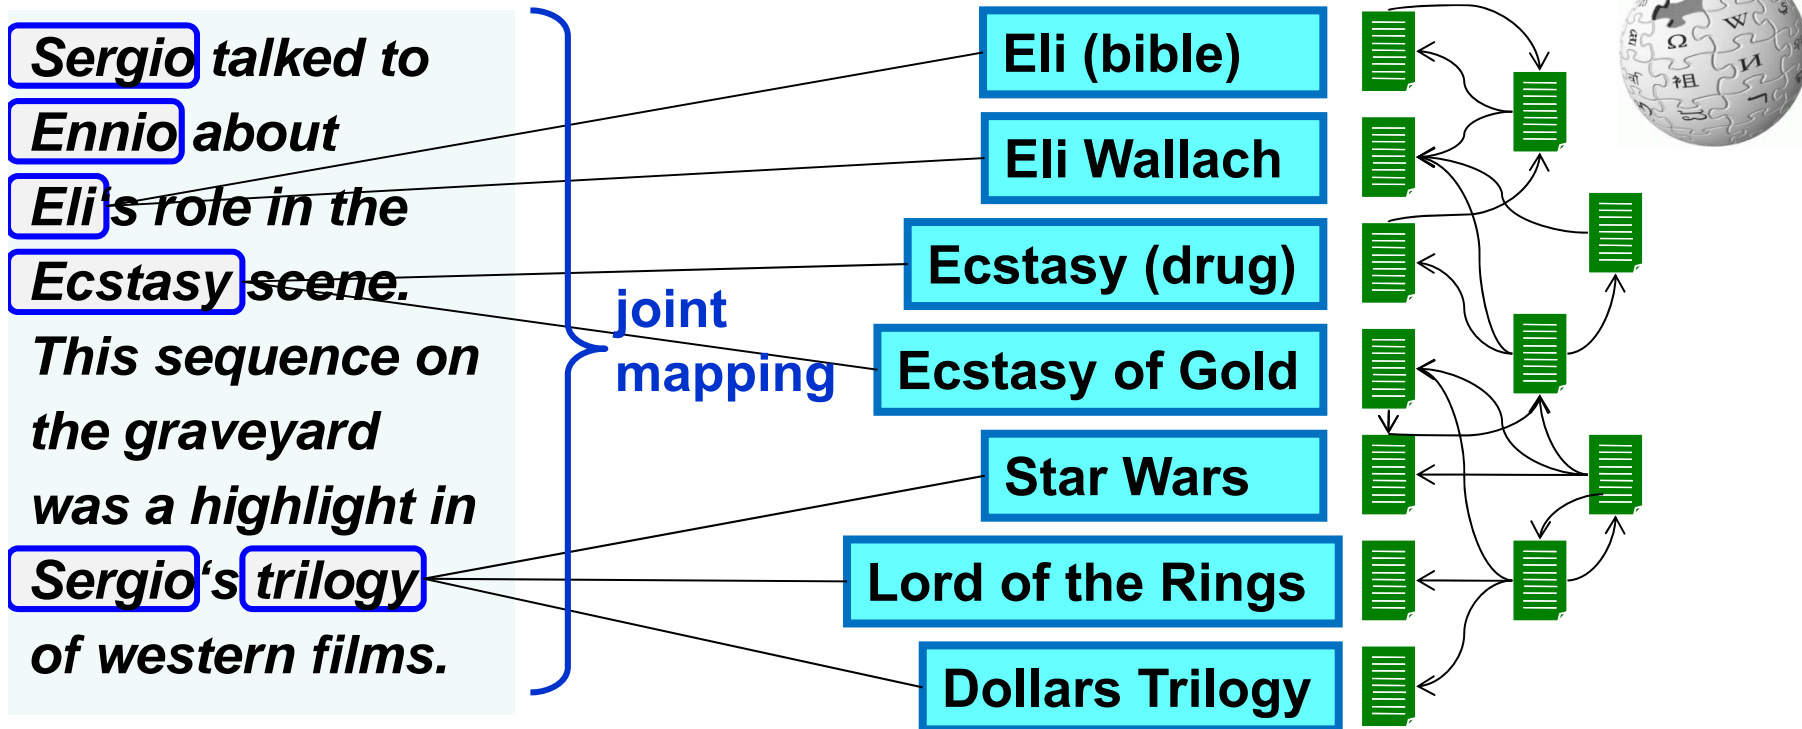 Sergio talked to
Ennio about
Eli‘s role in the
Ecstasy scene.
This sequence on
the graveyard
was a highlight in
Sergio‘s trilogy
of western films.
joint
mapping
Eli (bible)
Eli Wallach
Ecstasy (drug)
Ecstasy of Gold
Star Wars
Lord of the Rings
Dollars Trilogy
W
Ω
祖
И